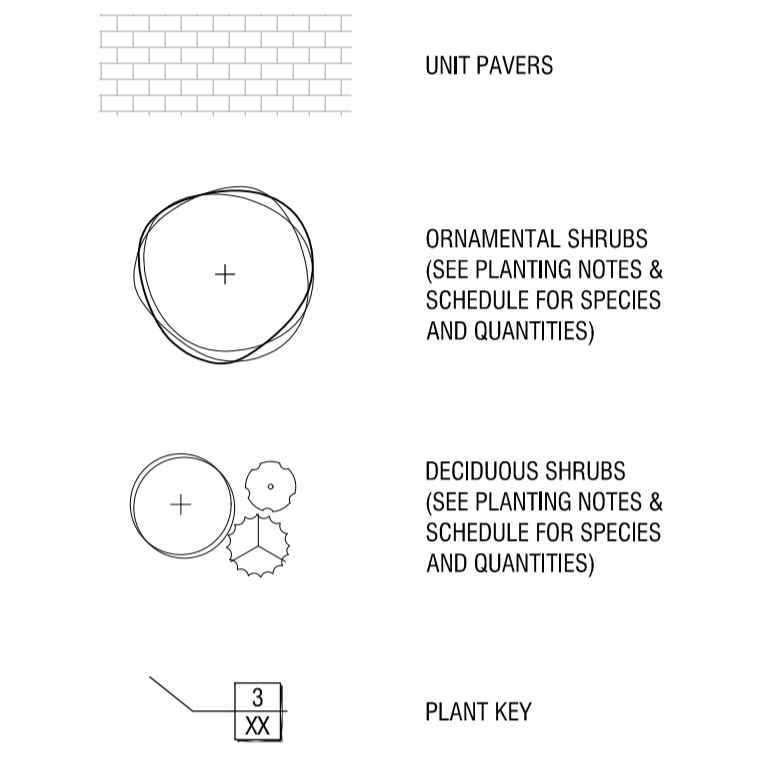 UNIT PAVERS
ORNAMENTAL SHRUBS
(SEE PLANTING NOTES &
SCHEDULE FOR SPECIES
AND QUANTITIES)
DECIDUOUS SHRUBS
(SEE PLANTING NOTES &
SCHEDULE FOR SPECIES
AND QUANTITIES)
3
XX
PLANT KEY